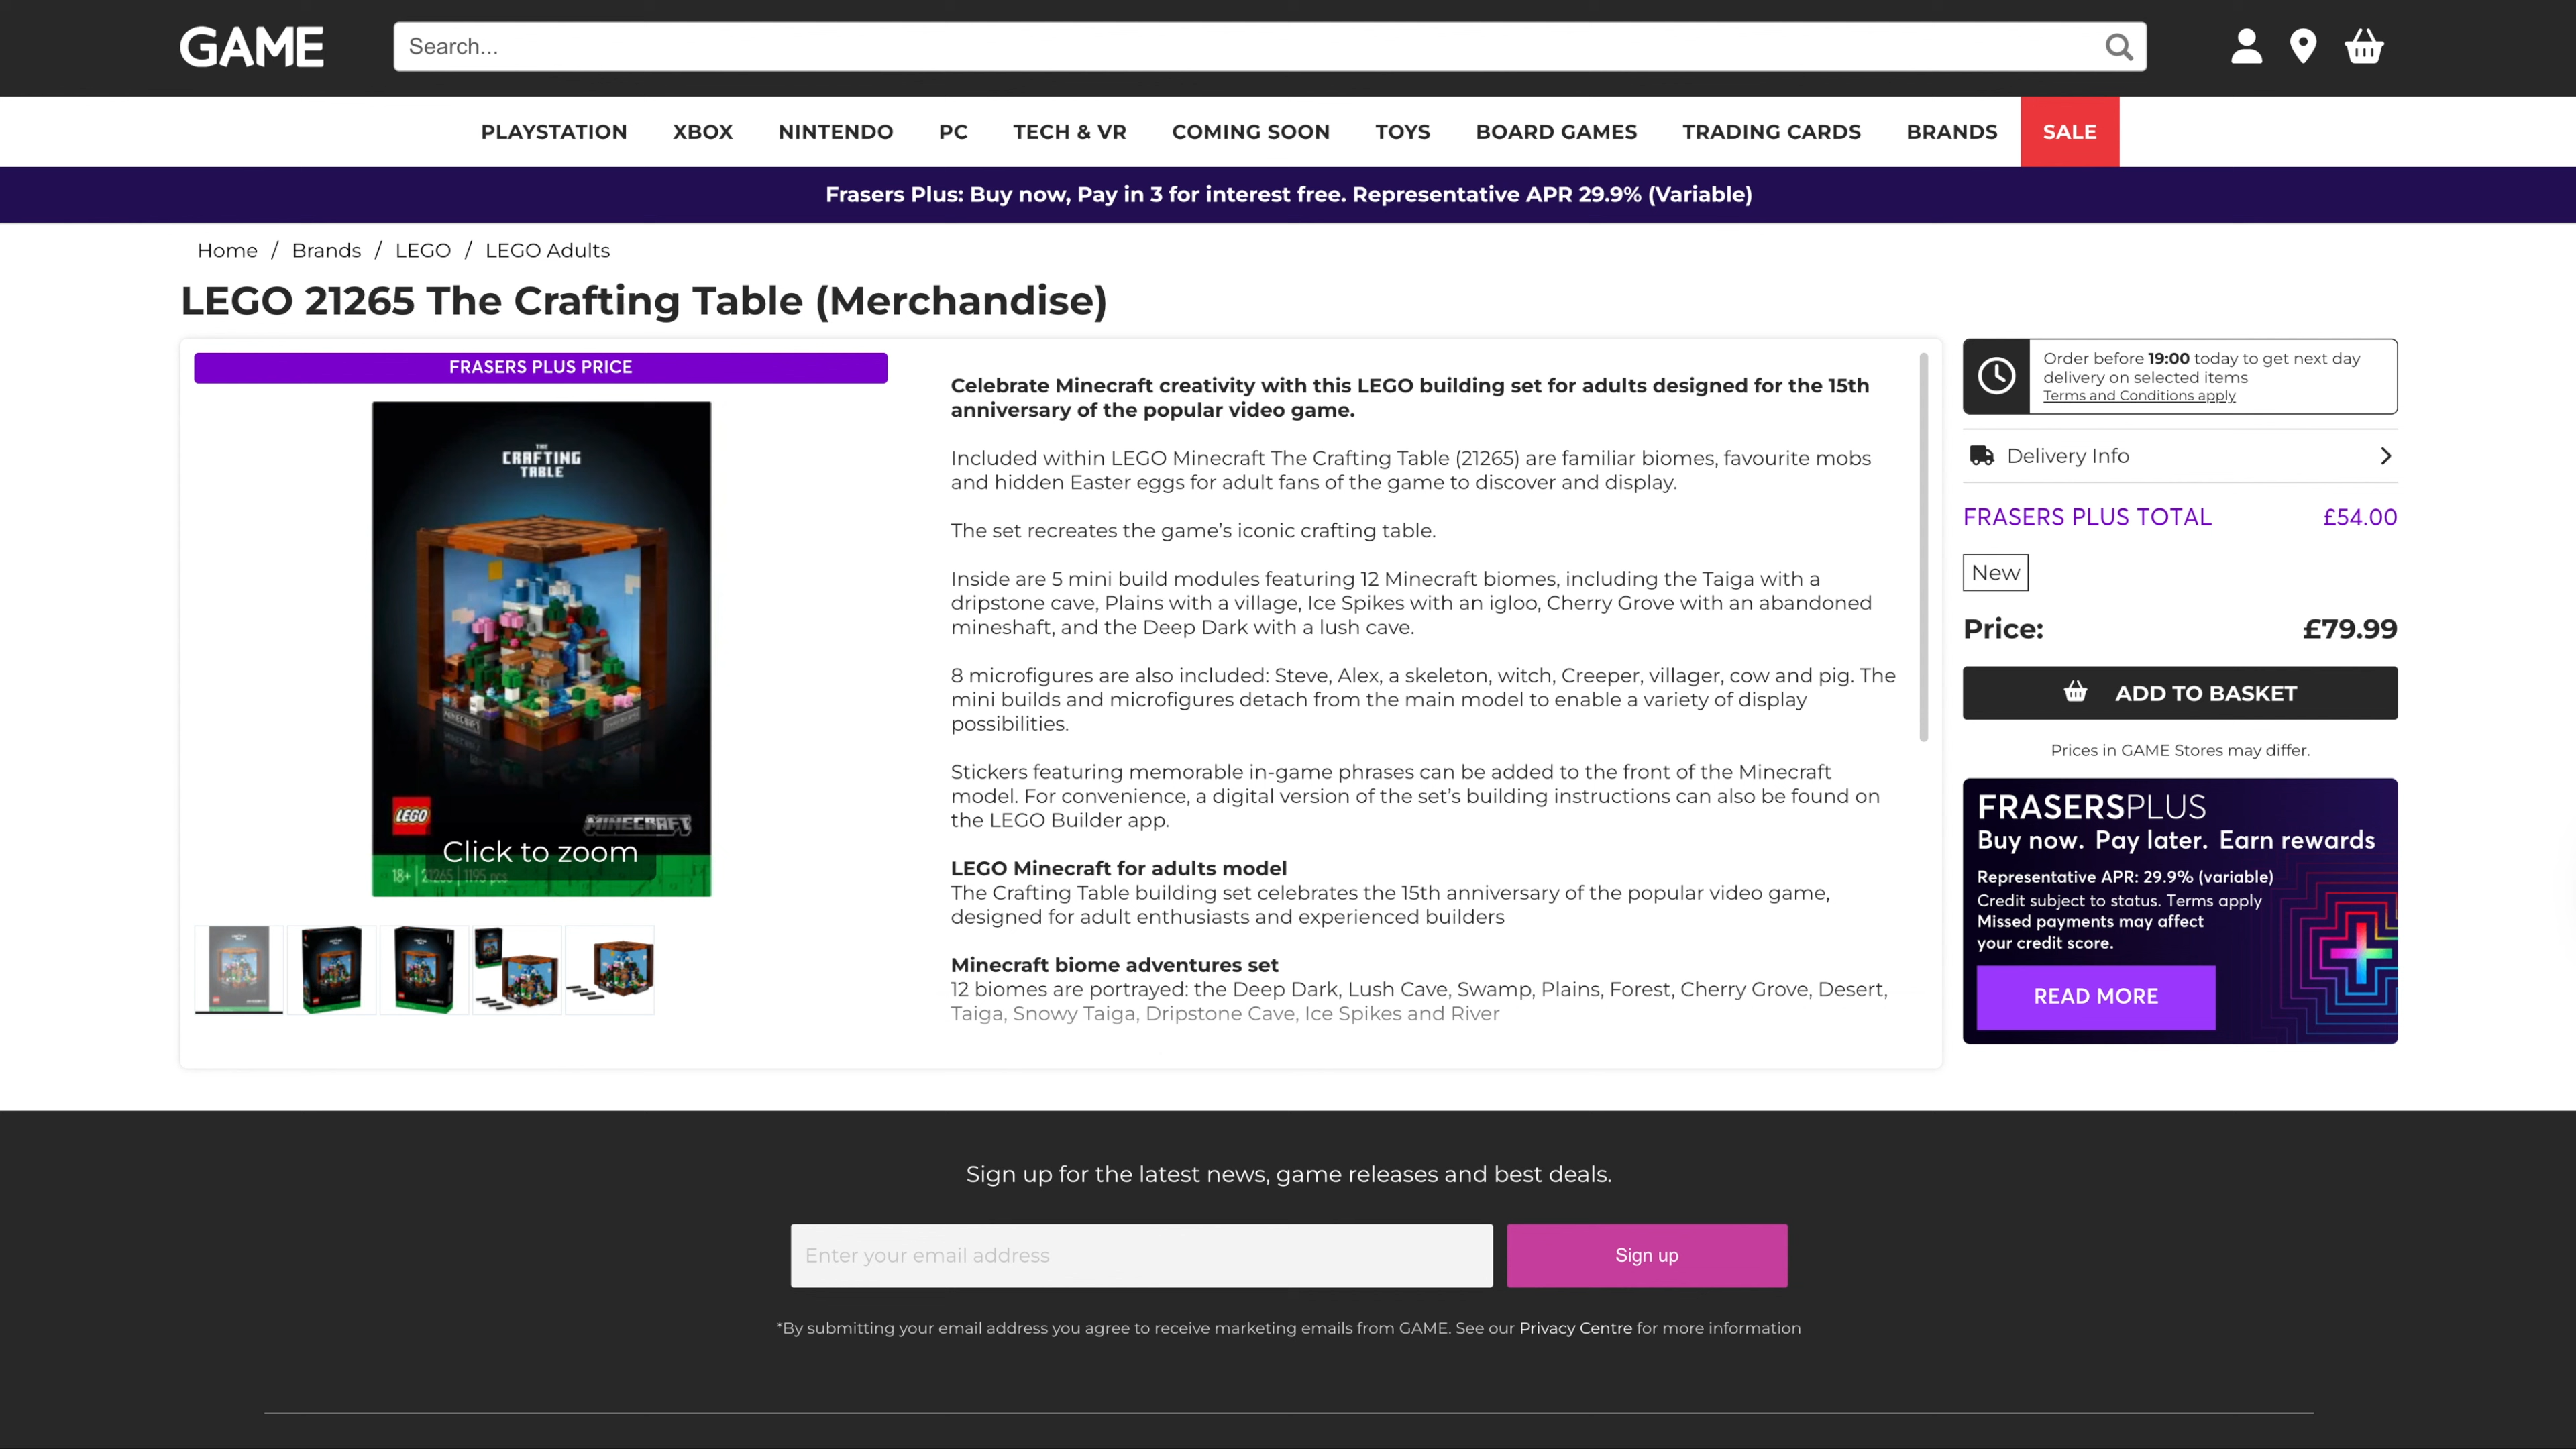 GAME
Search...
PLAYSTATION
XBOX
NINTENDO
PC
TECH & VR
COMING SOON
TOYS
BOARD GAMES
TRADING CARDS
BRANDS
SALE
Frasers Plus: Buy now, Pay in 3 for interest free. Representative APR 29.9% (Variable)
Home / Brands / LEGO / LEGO Adults
LEGO 21265 The Crafting Table (Merchandise)
FRASERS PLUS PRICE
THE
CRAFTING
TABLE
MINECRAFT
LEGO
MINECRAFT
Click to zoom
18+ | 21265 | 1195 pcs
Celebrate Minecraft creativity with this LEGO building set for adults designed for the 15th
anniversary of the popular video game.
Included within LEGO Minecraft The Crafting Table (21265) are familiar biomes, favourite mobs
and hidden Easter eggs for adult fans of the game to discover and display.
The set recreates the game’s iconic crafting table.
Inside are 5 mini build modules featuring 12 Minecraft biomes, including the Taiga with a
dripstone cave, Plains with a village, Ice Spikes with an igloo, Cherry Grove with an abandoned
mineshaft, and the Deep Dark with a lush cave.
8 microfigures are also included: Steve, Alex, a skeleton, witch, Creeper, villager, cow and pig. The
mini builds and microfigures detach from the main model to enable a variety of display
possibilities.
Stickers featuring memorable in-game phrases can be added to the front of the Minecraft
model. For convenience, a digital version of the set’s building instructions can also be found on
the LEGO Builder app.
LEGO Minecraft for adults model
The Crafting Table building set celebrates the 15th anniversary of the popular video game,
designed for adult enthusiasts and experienced builders
Minecraft biome adventures set
12 biomes are portrayed: the Deep Dark, Lush Cave, Swamp, Plains, Forest, Cherry Grove, Desert,
Taiga, Snowy Taiga, Dripstone Cave, Ice Spikes and River
Order before 19:00 today to get next day
delivery on selected items
Terms and Conditions apply
Delivery Info
FRASERS PLUS TOTAL £54.00
New
Price: £79.99
ADD TO BASKET
Prices in GAME Stores may differ.
FRASERSPLUS
Buy now. Pay later. Earn rewards
Representative APR: 29.9% (variable)
Credit subject to status. Terms apply
Missed payments may affect
your credit score.
READ MORE
Sign up for the latest news, game releases and best deals.
Enter your email address
Sign up
*By submitting your email address you agree to receive marketing emails from GAME. See our Privacy Centre for more information